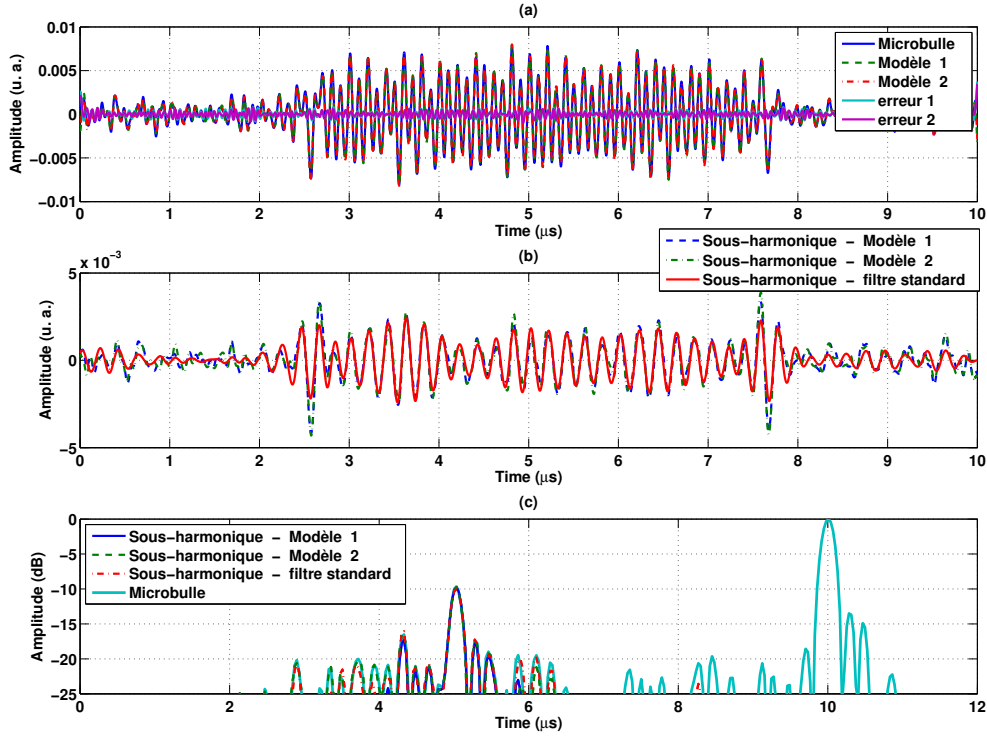 (a)
Amplitude (u. a.)
0.01
0.005
0
−0.005
−0.01
0 1 2 3 4 5 6 7 8 9 10
Time (μs)
Microbulle
Modèle 1
Modèle 2
erreur 1
erreur 2
(b)
x 10⁻³
Amplitude (u. a.)
5
0
−5
0 1 2 3 4 5 6 7 8 9 10
Time (μs)
Sous−harmonique − Modèle 1
Sous−harmonique − Modèle 2
Sous−harmonique − filtre standard
(c)
Amplitude (dB)
0
−5
−10
−15
−20
−25
0 2 4 6 8 10 12
Time (μs)
Sous−harmonique − Modèle 1
Sous−harmonique − Modèle 2
Sous−harmonique − filtre standard
Microbulle